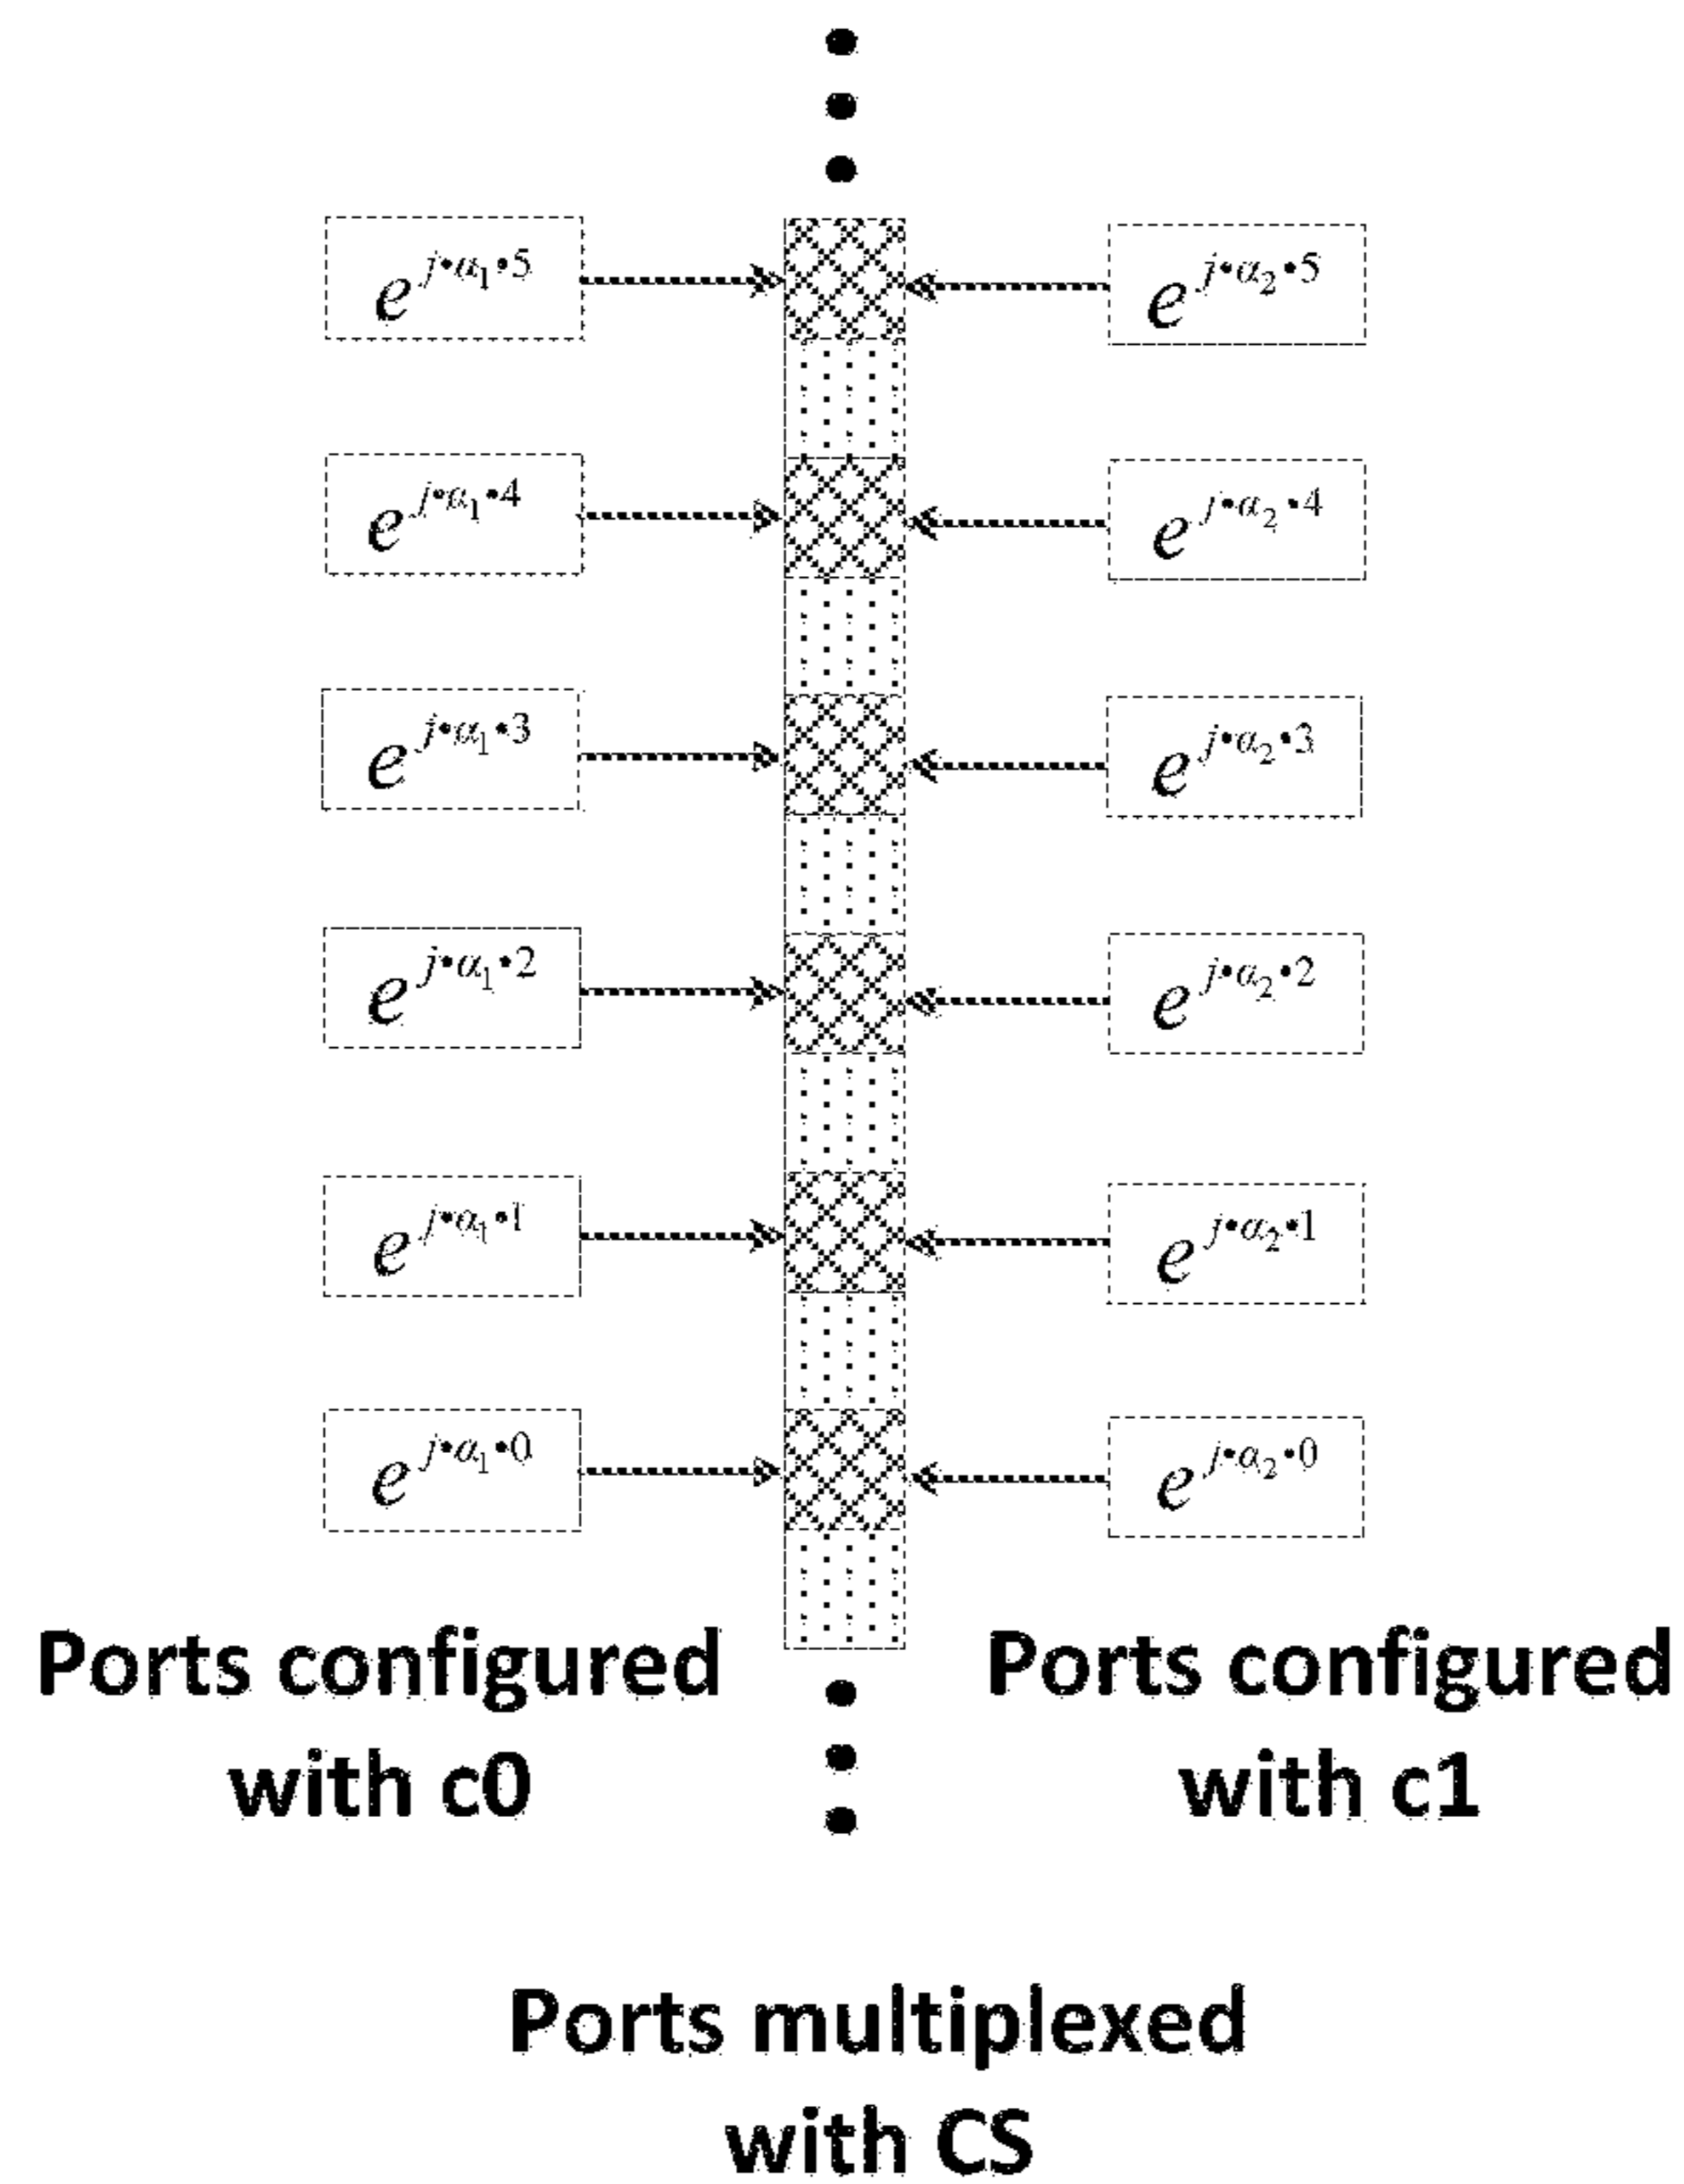 e^{j•α₁•5} e^{j•α₂•5}
e^{j•α₁•4} e^{j•α₂•4}
e^{j•α₁•3} e^{j•α₂•3}
e^{j•α₁•2} e^{j•α₂•2}
e^{j•α₁•1} e^{j•α₂•1}
e^{j•α₁•0} e^{j•α₂•0}
Ports configured
with c0
Ports configured
with c1
Ports multiplexed
with CS